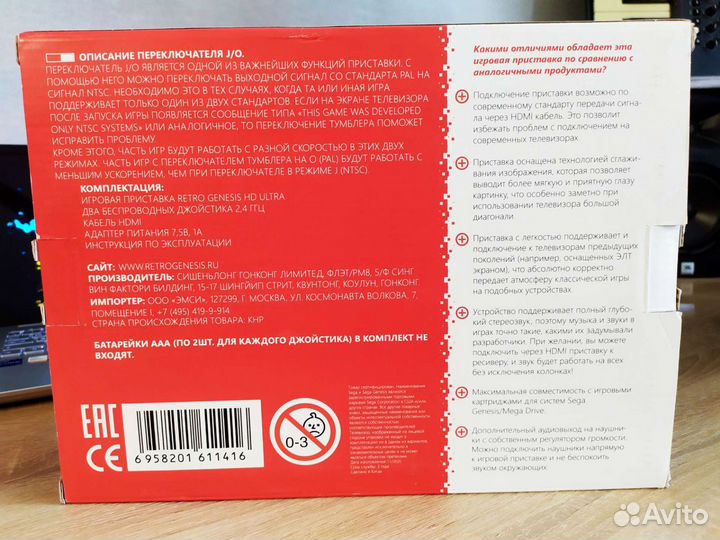 ОПИСАНИЕ ПЕРЕКЛЮЧАТЕЛЯ J/O.
ПЕРЕКЛЮЧАТЕЛЬ J/O ЯВЛЯЕТСЯ ОДНОЙ ИЗ ВАЖНЕЙШИХ ФУНКЦИЙ ПРИСТАВКИ. С
ПОМОЩЬЮ НЕГО МОЖНО ПЕРЕКЛЮЧАТЬ ВЫХОДНОЙ СИГНАЛ СО СТАНДАРТА PAL НА
СИГНАЛ NTSC. НЕОБХОДИМО ЭТО В ТЕХ СЛУЧАЯХ, КОГДА ТА ИЛИ ИНАЯ ИГРА
ПОДДЕРЖИВАЕТ ТОЛЬКО ОДИН ИЗ ДВУХ СТАНДАРТОВ. ЕСЛИ НА ЭКРАНЕ ТЕЛЕВИЗОРА
ПОСЛЕ ЗАПУСКА ИГРЫ ПОЯВЛЯЕТСЯ СООБЩЕНИЕ ТИПА «THIS GAME WAS DEVELOPED
ONLY NTSC SYSTEMS» ИЛИ АНАЛОГИЧНОЕ, ТО ПЕРЕКЛЮЧЕНИЕ ТУМБЛЕРА ПОМОЖЕТ
ИСПРАВИТЬ ПРОБЛЕМУ
КРОМЕ ЭТОГО, ЧАСТЬ ИГР БУДУТ РАБОТАТЬ С РАЗНОЙ СКОРОСТЬЮ В ЭТИХ ДВУХ
РЕЖИМАХ. ЧАСТЬ ИГР С ПЕРЕКЛЮЧАТЕЛЕМ ТУМБЛЕРА НА O (PAL) БУДУТ РАБОТАТЬ С
МЕНЬШИМ УСКОРЕНИЕМ, ЧЕМ ПРИ ПЕРЕКЛЮЧАТЕЛЕ В РЕЖИМЕ J (NTSC).
КОМПЛЕКТАЦИЯ:
ИГРОВАЯ ПРИСТАВКА RETRO GENESIS HD ULTRA
ДВА БЕСПРОВОДНЫХ ДЖОЙСТИКА 2,4 ГГЦ
КАБЕЛЬ HDMI
АДАПТЕР ПИТАНИЯ 7,5В, 1А
ИНСТРУКЦИЯ ПО ЭКСПЛУАТАЦИИ
САЙТ: WWW.RETROGENESIS.RU
ПРОИЗВОДИТЕЛЬ: СИШЕНЬЛОНГ ГОНКОНГ ЛИМИТЕД, ФЛЭТ/РМ8, 5/Ф СИНГ
ВИН ФАКТОРИ БИЛДИНГ, 15-17 ШИНГЙИП СТРИТ, КВУНТОНГ, КОУЛУН, ГОНКОНГ.
ИМПОРТЕР: ООО «ЭМСИ», 127299, Г. МОСКВА, УЛ. КОСМОНАВТА ВОЛКОВА, 7,
ПОМЕЩЕНИЕ I, +7 (495) 419-9-914
СТРАНА ПРОИСХОЖДЕНИЯ ТОВАРА: КНР
БАТАРЕЙКИ ААА (ПО 2ШТ. ДЛЯ КАЖДОГО ДЖОЙСТИКА) В КОМПЛЕКТ НЕ
ВХОДЯТ.
EAC
CE
6 958201 611416
0-3
Какими отличиями обладает эта
игровая приставка по сравнению с
аналогичными продуктами?
Подключение приставки возможно по
современному стандарту передачи сигна-
ла через HDMI кабель. Это позволит
избежать проблем с подключением на
современных телевизорах.
Приставка оснащена технологией сглажи-
вания изображения, которая позволяет
выводит более мягкую и приятную глазу
картинку, что особенно заметно при
использовании телевизора большой
диагонали.
Приставка с легкостью поддерживает и
подключение к телевизорам предыдущих
поколений (например, оснащенных ЭЛТ
экраном), что абсолютно корректно
передает атмосферу классической игры
на подобных устройствах.
Устройство поддерживает полный глубо-
кий стереозвук, поэтому музыка и звуки в
играх точно такие, какими их задумывали
разработчики. При желании, вы можете
подключить через HDMI приставку к
ресиверу, и звук будет работать на всех
без исключения колонках!
Максимальная совместимость с игровыми
картриджами для систем Sega
Genesis/Mega Drive.
Дополнительный аудиовыход на наушни-
ки с собственным регулятором громкости.
Можно подключить наушники напрямую
к игровой приставке и не беспокоить
звуком окружающих
Avito